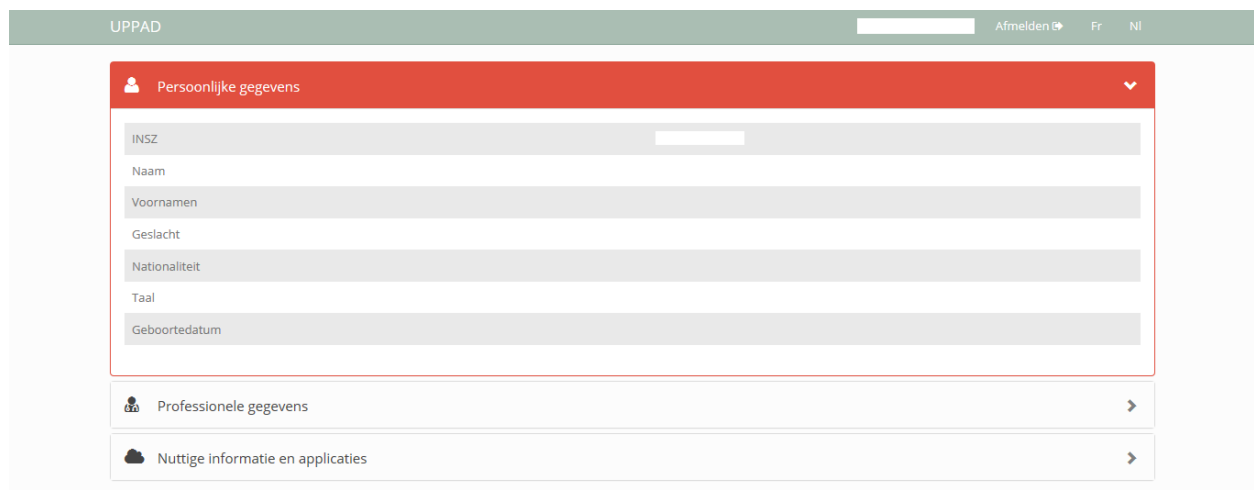 UPPAD Afmelden Fr Nl
Persoonlijke gegevens
INSZ
Naam
Voornamen
Geslacht
Nationaliteit
Taal
Geboortedatum
Professionele gegevens
Nuttige informatie en applicaties